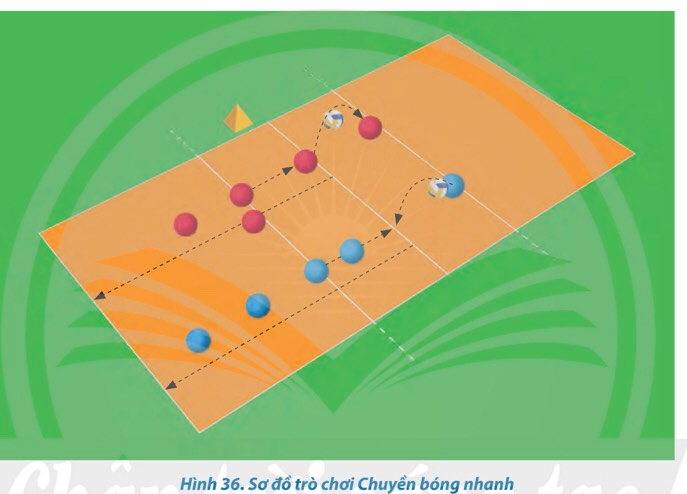 Hình 36. Sơ đồ trò chơi Chuyền bóng nhanh